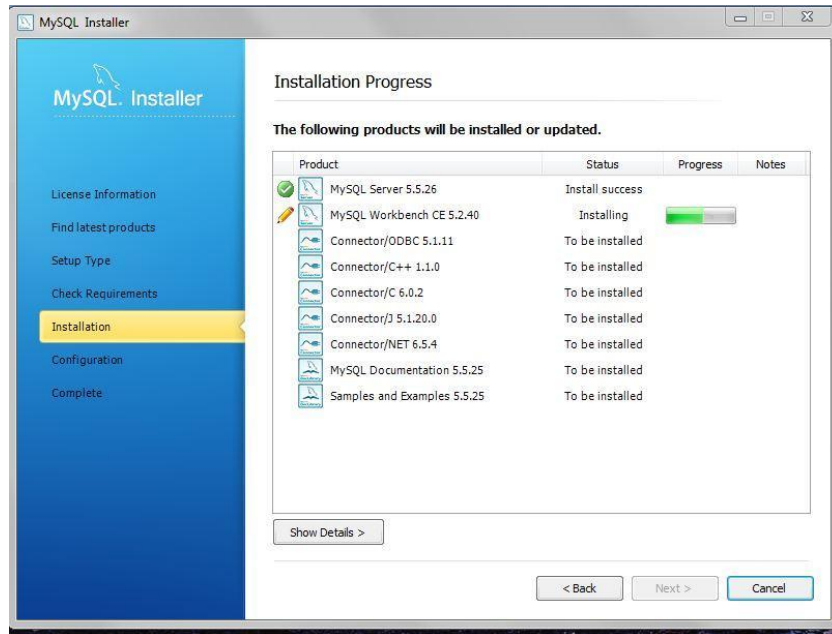 MySQL Installer
MySQL. Installer
License Information
Find latest products
Setup Type
Check Requirements
Installation
Configuration
Complete
Installation Progress
The following products will be installed or updated.
Product Status Progress Notes
MySQL Server 5.5.26 Install success
MySQL Workbench CE 5.2.40 Installing
Connector/ODBC 5.1.11 To be installed
Connector/C++ 1.1.0 To be installed
Connector/C 6.0.2 To be installed
Connector/J 5.1.20.0 To be installed
Connector/NET 6.5.4 To be installed
MySQL Documentation 5.5.25 To be installed
Samples and Examples 5.5.25 To be installed
Show Details >
< Back Next > Cancel